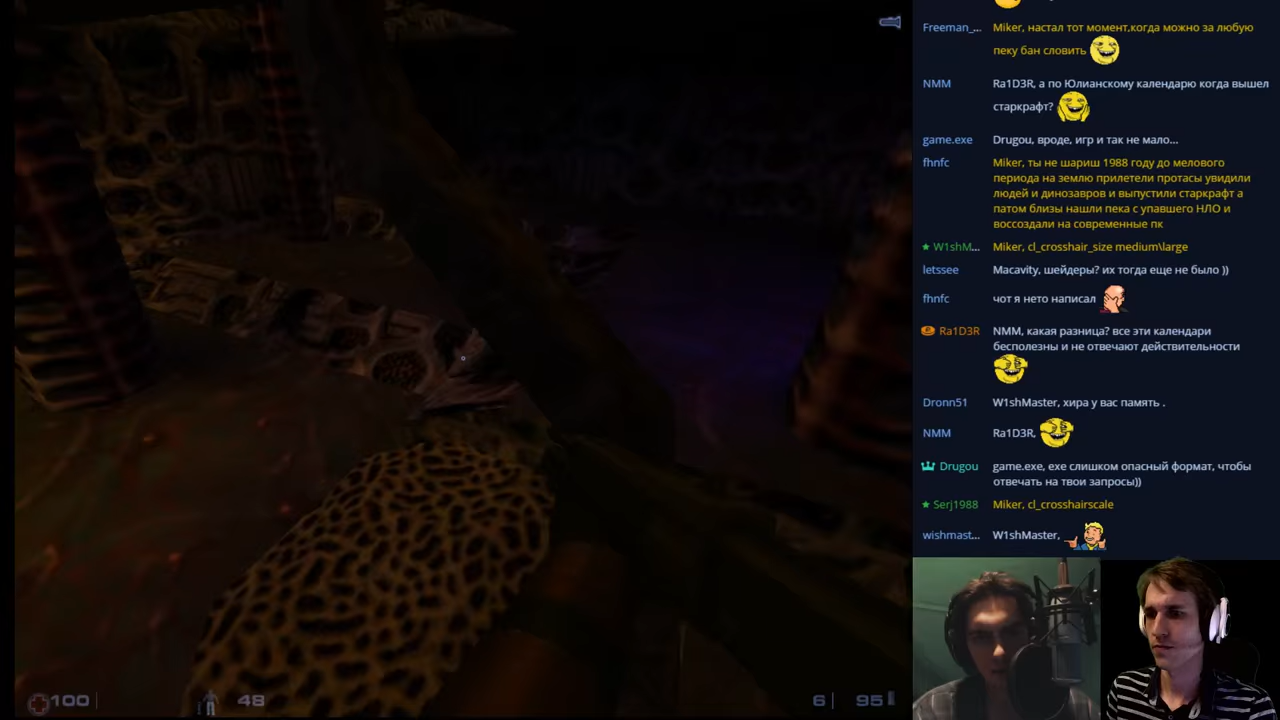 Freeman_...
Miker, настал тот момент,когда можно за любую
пеку бан словить
NMM
Ra1D3R, а по Юлианскому календарю когда вышел
старкрафт?
game.exe
Drugou, вроде, игр и так не мало...
fhnfc
Miker, ты не шариш 1988 году до мелового
периода на землю прилетели протасы увидили
людей и динозавров и выпустили старкрафт а
патом близы нашли пека с упавшего НЛО и
воссоздали на современные пк
W1shM...
Miker, cl_crosshair_size medium\large
letssee
Macavity, шейдеры? их тогда еще не было ))
fhnfc
чот я нето написал
Ra1D3R
NMM, какая разница? все эти календари
бесполезны и не отвечают действительности
Dronn51
W1shMaster, хира у вас память .
NMM
Ra1D3R,
Drugou
game.exe, exe слишком опасный формат, чтобы
отвечать на твои запросы))
Serj1988
Miker, cl_crosshairscale
wishmast...
W1shMaster,
100 48 6 95